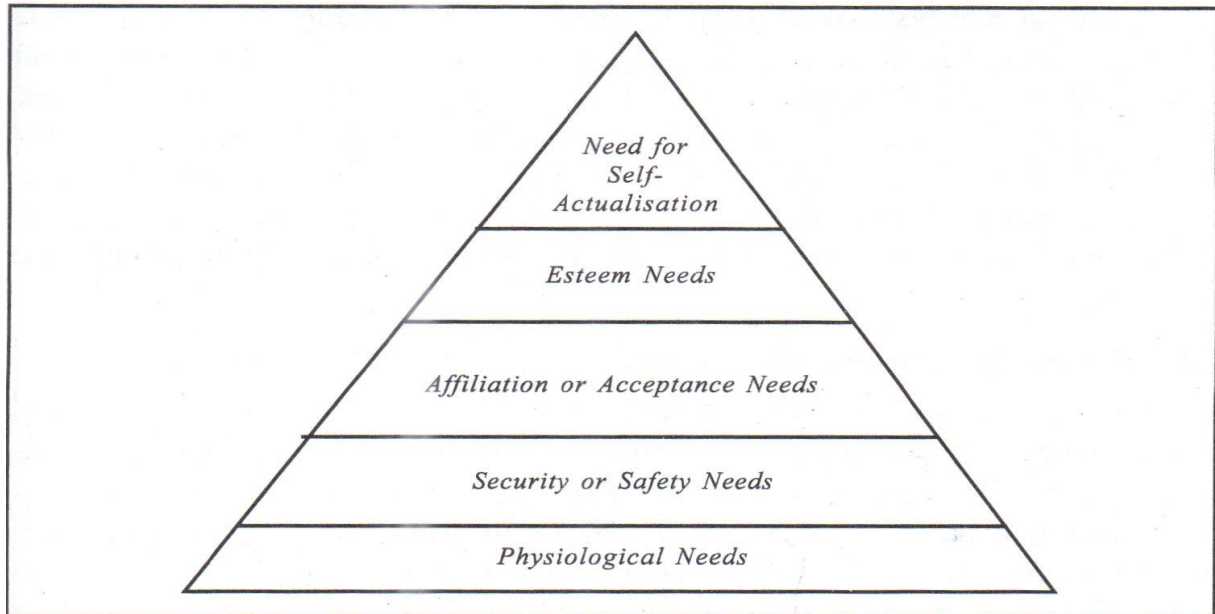 Need for
Self-
Actualisation
Esteem Needs
Affiliation or Acceptance Needs
Security or Safety Needs
Physiological Needs